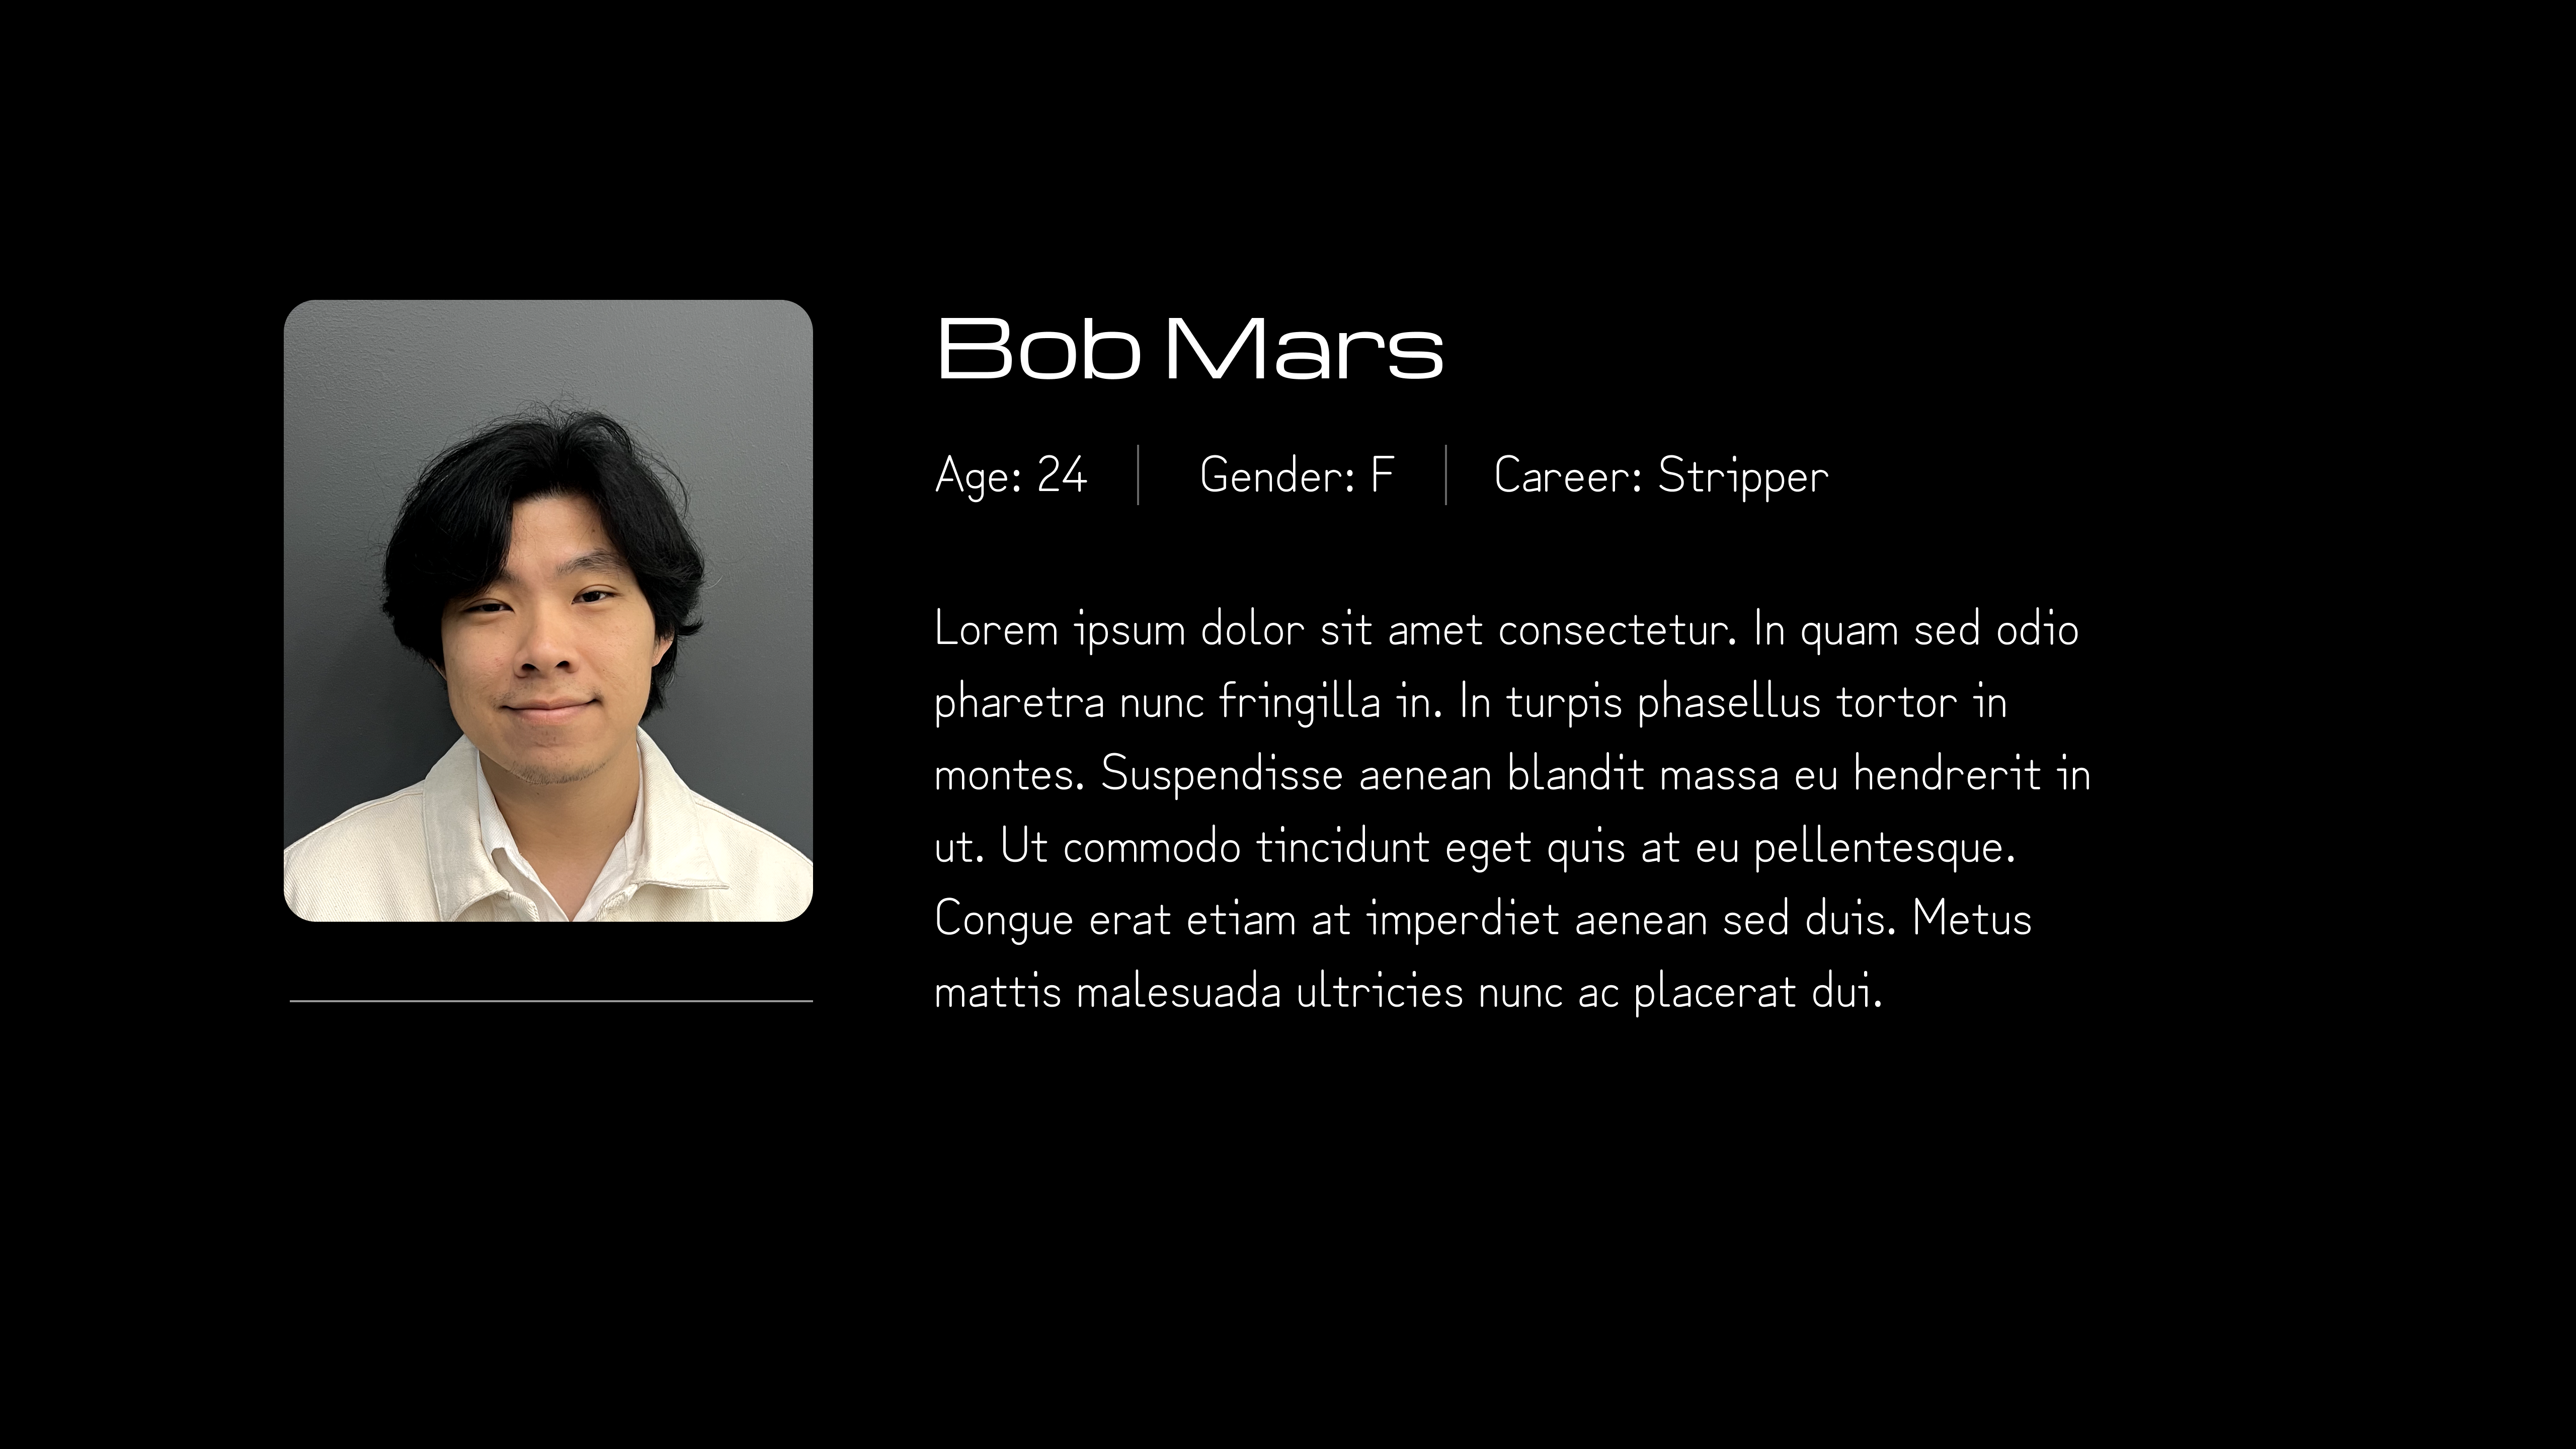 Bob Mars
Age: 24 Gender: F Career: Stripper
Lorem ipsum dolor sit amet consectetur. In quam sed odio
pharetra nunc fringilla in. In turpis phasellus tortor in
montes. Suspendisse aenean blandit massa eu hendrerit in
ut. Ut commodo tincidunt eget quis at eu pellentesque.
Congue erat etiam at imperdiet aenean sed duis. Metus
mattis malesuada ultricies nunc ac placerat dui.